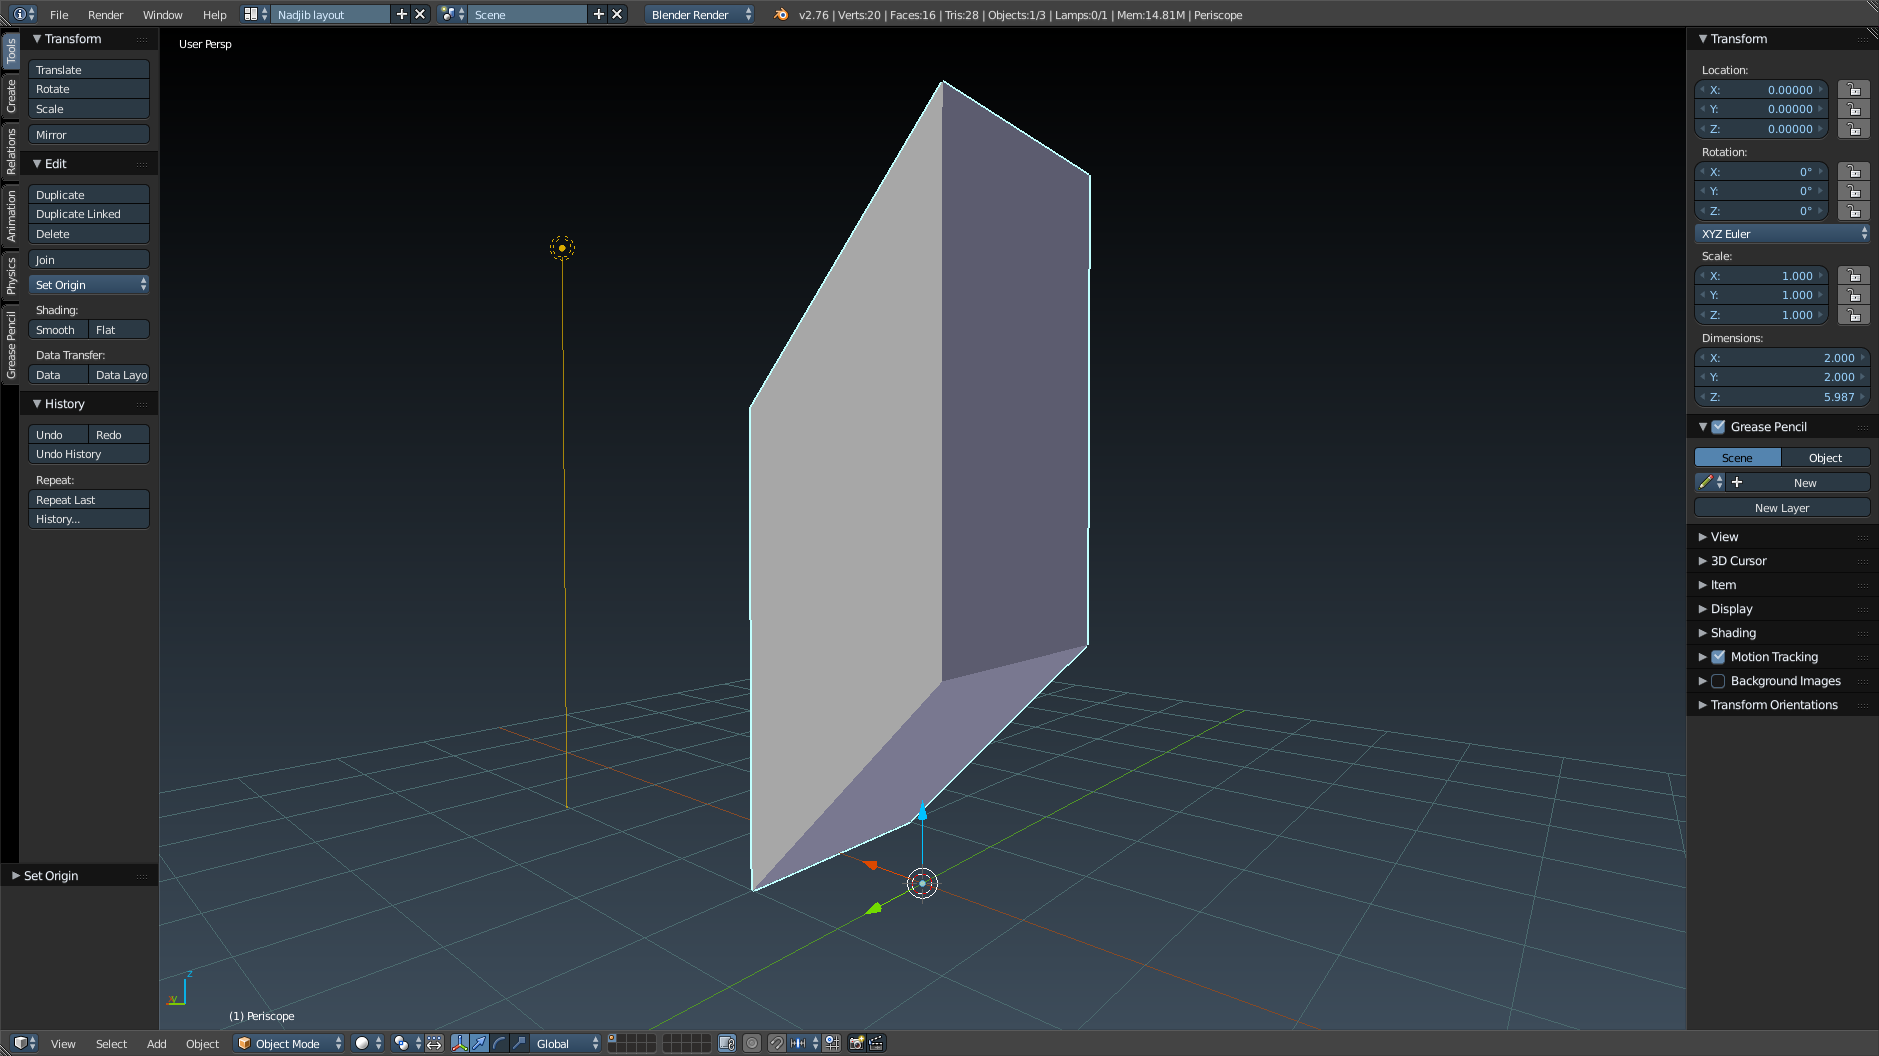 File Render Window Help Nadjib layout Scene Blender Render v2.76 | Verts:20 | Faces:16 | Tris:28 | Objects:1/3 | Lamps:0/1 | Mem:14.81M | Periscope
Tools
Create
Relations
Animation
Physics
Grease Pencil
Transform
Translate
Rotate
Scale
Mirror
Edit
Duplicate
Duplicate Linked
Delete
Join
Set Origin
Shading:
Smooth Flat
Data Transfer:
Data Data Layo
History
Undo Redo
Undo History
Repeat:
Repeat Last
History...
Set Origin
User Persp
z
y
(1) Periscope
Transform
Location:
X: 0.00000
Y: 0.00000
Z: 0.00000
Rotation:
X: 0°
Y: 0°
Z: 0°
XYZ Euler
Scale:
X: 1.000
Y: 1.000
Z: 1.000
Dimensions:
X: 2.000
Y: 2.000
Z: 5.987
Grease Pencil
Scene Object
New
New Layer
View
3D Cursor
Item
Display
Shading
Motion Tracking
Background Images
Transform Orientations
View Select Add Object Object Mode Global